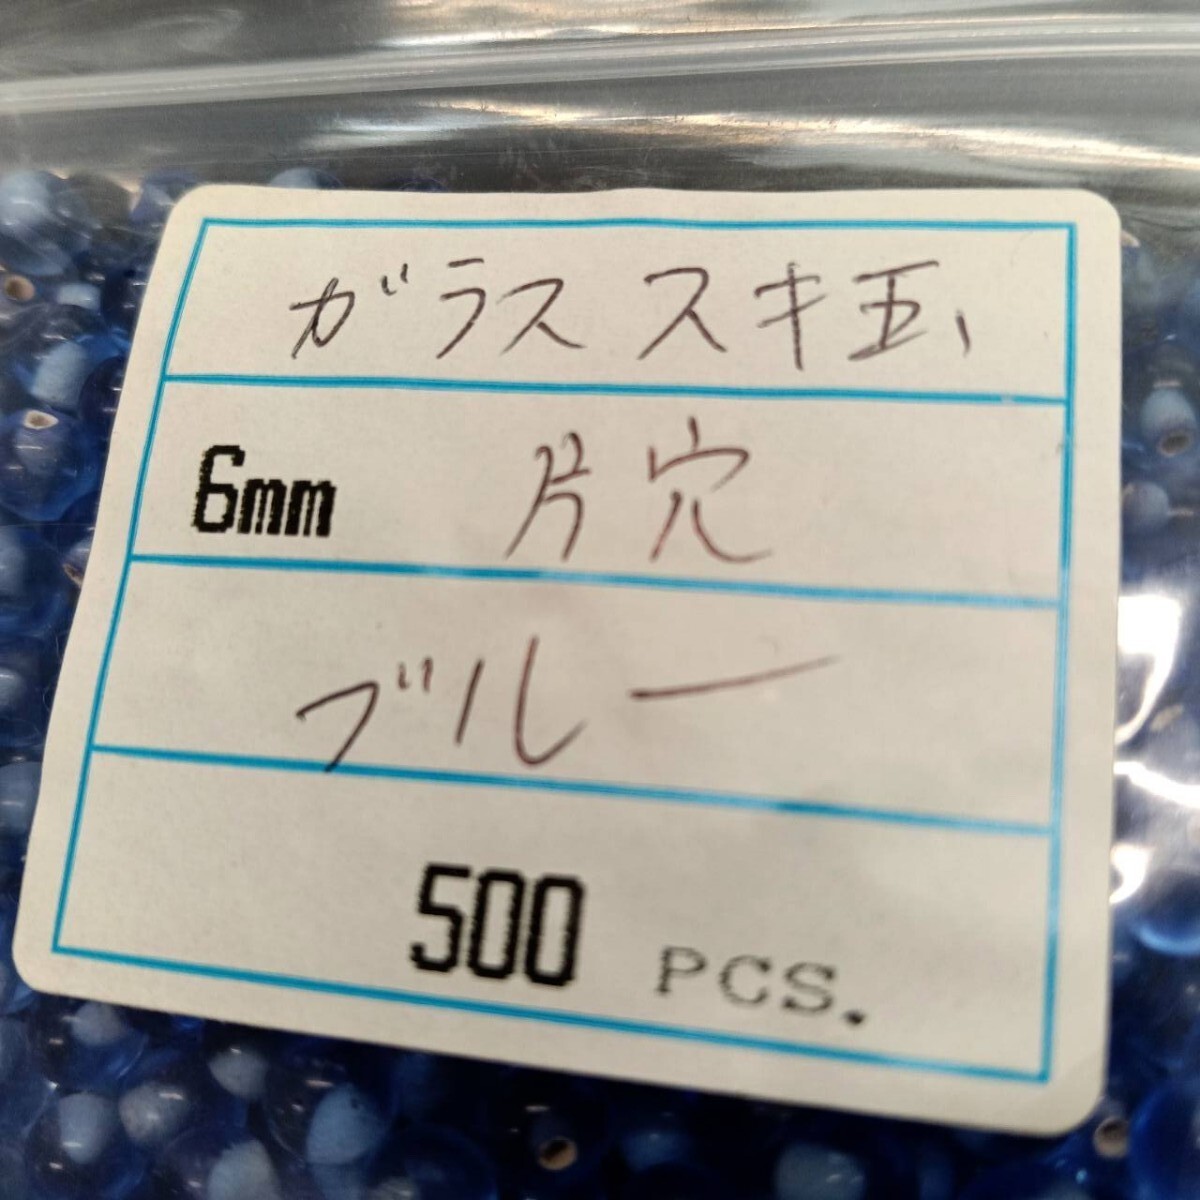 ガラス スキ玉
6mm 片穴
ブルー
500 PCS.